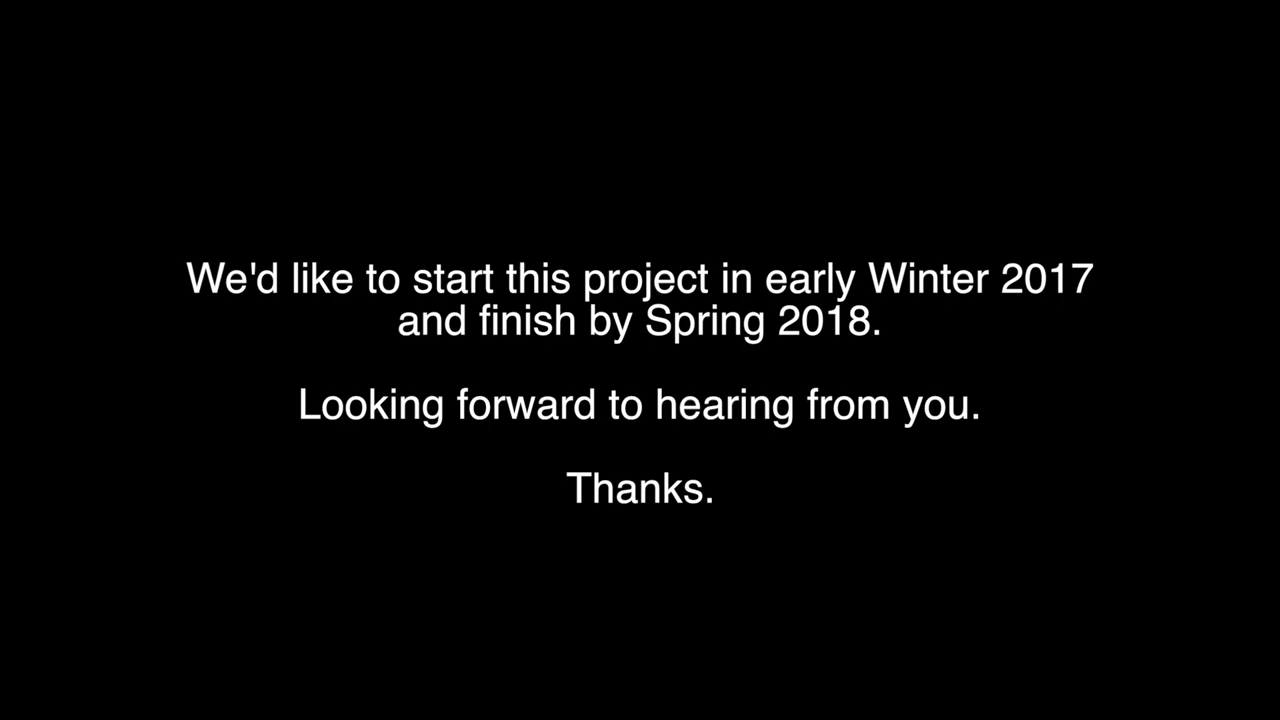 We'd like to start this project in early Winter 2017
and finish by Spring 2018.
Looking forward to hearing from you.
Thanks.